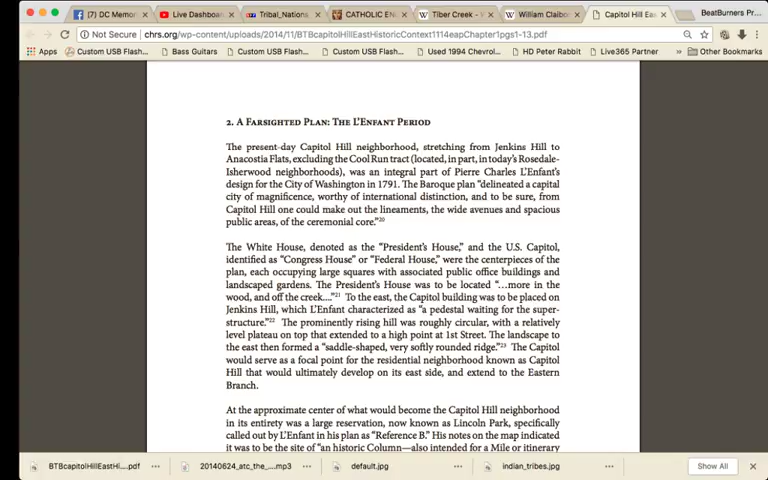 (7) DC Memori
Live Dashboar
Tribal_Nations
CATHOLIC EN
Tiber Creek - V
William Claibo
Capitol Hill Eas
BeatBurners Pr...
Not Secure | chrs.org/wp-content/uploads/2014/11/BTBcapitolHillEastHistoricContext1114eapChapter1pgs1-13.pdf
Apps
Custom USB Flash...
Bass Guitars
Custom USB Flash...
Custom USB Flash...
Used 1994 Chevrol...
HD Peter Rabbit
Live365 Partner
»
Other Bookmarks
2. A Farsighted Plan: The L'Enfant Period
The present-day Capitol Hill neighborhood, stretching from Jenkins Hill to
Anacostia Flats, excluding the Cool Run tract (located, in part, in today's Rosedale-
Isherwood neighborhoods), was an integral part of Pierre Charles L'Enfant's
design for the City of Washington in 1791. The Baroque plan "delineated a capital
city of magnificence, worthy of international distinction, and to be sure, from
Capitol Hill one could make out the lineaments, the wide avenues and spacious
public areas, of the ceremonial core."20
The White House, denoted as the "President's House," and the U.S. Capitol,
identified as "Congress House" or "Federal House," were the centerpieces of the
plan, each occupying large squares with associated public office buildings and
landscaped gardens. The President's House was to be located "...more in the
wood, and off the creek...."21 To the east, the Capitol building was to be placed on
Jenkins Hill, which L'Enfant characterized as "a pedestal waiting for the super-
structure."22 The prominently rising hill was roughly circular, with a relatively
level plateau on top that extended to a high point at 1st Street. The landscape to
the east then formed a "saddle-shaped, very softly rounded ridge."23 The Capitol
would serve as a focal point for the residential neighborhood known as Capitol
Hill that would ultimately develop on its east side, and extend to the Eastern
Branch.
At the approximate center of what would become the Capitol Hill neighborhood
in its entirety was a large reservation, now known as Lincoln Park, specifically
called out by L'Enfant in his plan as "Reference B." His notes on the map indicated
it was to be the site of "an historic Column—also intended for a Mile or itinerary
BTBcapitolHillEastHi....pdf
20140624_atc_the_....mp3
default.jpg
indian_tribes.jpg
Show All